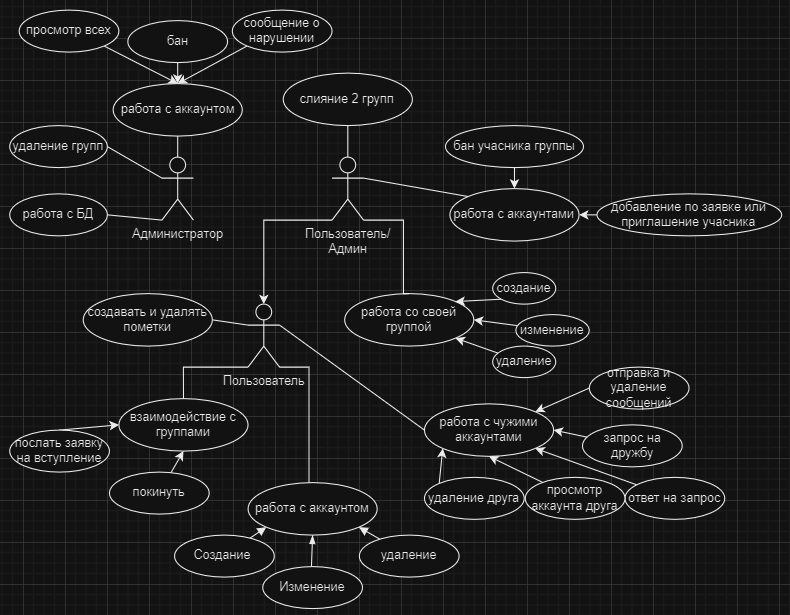 просмотр всех
бан
сообщение о
нарушении
работа с аккаунтом
слияние 2 групп
удаление групп
бан учасника группы
работа с БД
работа с аккаунтами
добавление по заявке или
приглашение учасника
Администратор
Пользователь/
Админ
создание
создавать и удалять
пометки
работа со своей
группой
изменение
удаление
Пользователь
отправка и
удаление
сообщений
взаимодействие с
группами
работа с чужими
аккаунтами
послать заявку
на вступление
запрос на
дружбу
покинуть
удаление друга
просмотр
аккаунта друга
ответ на запрос
работа с аккаунтом
Создание
удаление
Изменение